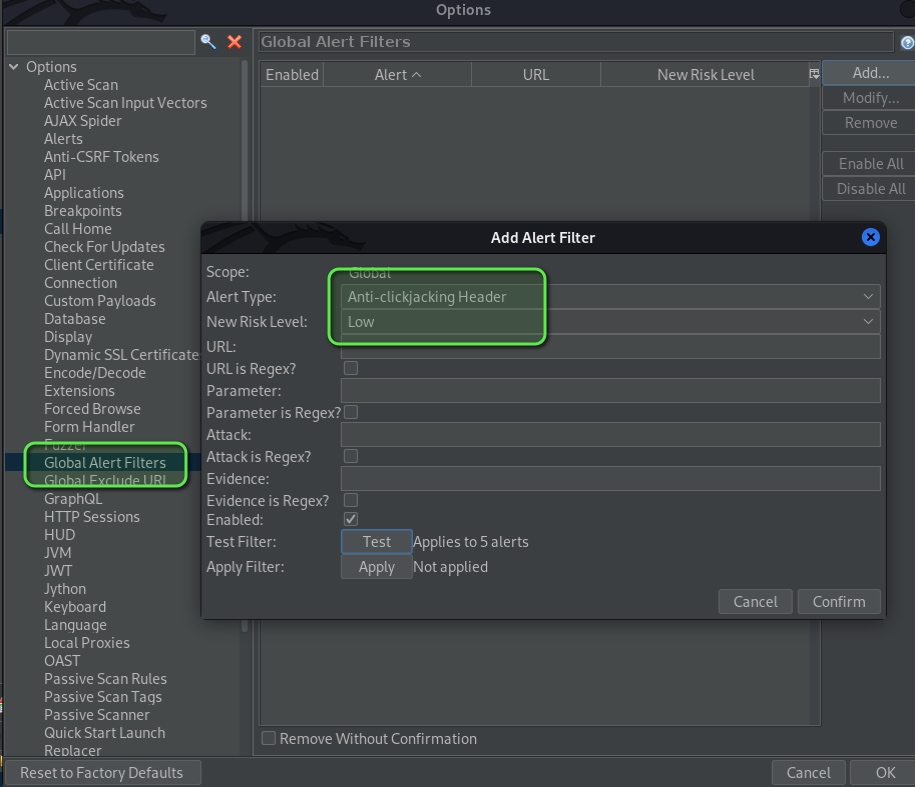 Options
Global Alert Filters
Options
Active Scan
Active Scan Input Vectors
AJAX Spider
Alerts
Anti-CSRF Tokens
API
Applications
Breakpoints
Call Home
Check For Updates
Client Certificate
Connection
Custom Payloads
Database
Display
Dynamic SSL Certificate
Encode/Decode
Extensions
Forced Browse
Form Handler
Fuzzer
Global Alert Filters
Global Exclude URL
GraphQL
HTTP Sessions
HUD
JVM
JWT
Jython
Keyboard
Language
Local Proxies
OAST
Passive Scan Rules
Passive Scan Tags
Passive Scanner
Quick Start Launch
Replacer
Enabled Alert URL New Risk Level
Add...
Modify...
Remove
Enable All
Disable All
Add Alert Filter
Scope: Global
Alert Type: Anti-clickjacking Header
New Risk Level: Low
URL:
URL is Regex?
Parameter:
Parameter is Regex?
Attack:
Attack is Regex?
Evidence:
Evidence is Regex?
Enabled:
Test Filter: Test Applies to 5 alerts
Apply Filter: Apply Not applied
Cancel Confirm
Remove Without Confirmation
Reset to Factory Defaults Cancel OK